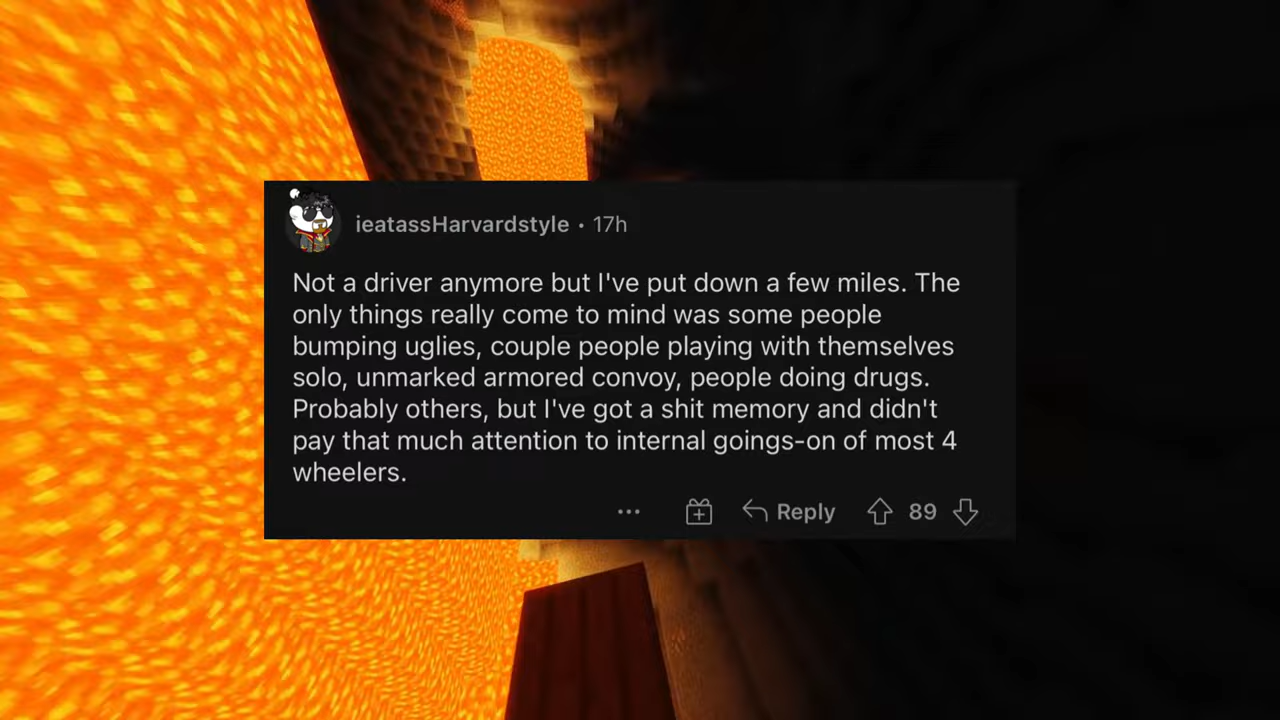 ieatassHarvardstyle • 17h
Not a driver anymore but I've put down a few miles. The
only things really come to mind was some people
bumping uglies, couple people playing with themselves
solo, unmarked armored convoy, people doing drugs.
Probably others, but I've got a shit memory and didn't
pay that much attention to internal goings-on of most 4
wheelers.
... Reply 89